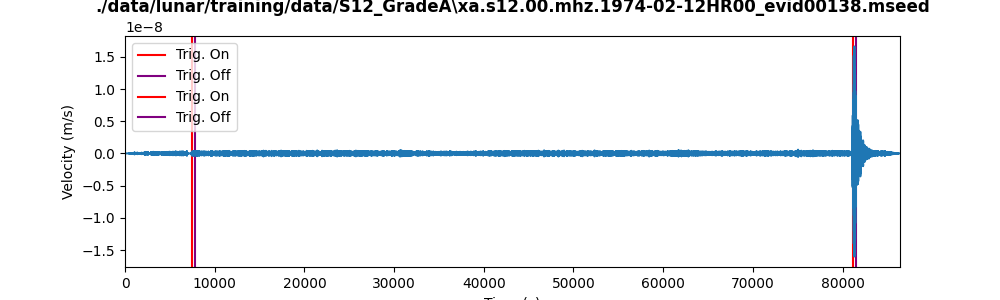 ./data/lunar/training/data/S12_GradeA\xa.s12.00.mhz.1974-02-12HR00_evid00138.mseed
1e−8
Trig. On
Trig. Off
Trig. On
Trig. Off
1.5
1.0
0.5
0.0
−0.5
−1.0
−1.5
Velocity (m/s)
0 10000 20000 30000 40000 50000 60000 70000 80000